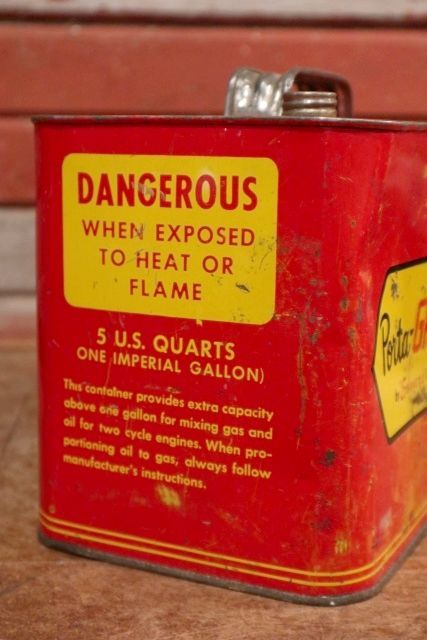 DANGEROUS
WHEN EXPOSED
TO HEAT OR
FLAME
5 U.S. QUARTS
ONE IMPERIAL GALLON)
This container provides extra capacity
above one gallon for mixing gas and
oil for two cycle engines. When pro-
portioning oil to gas, always follow
manufacturer's instructions.
Porta-